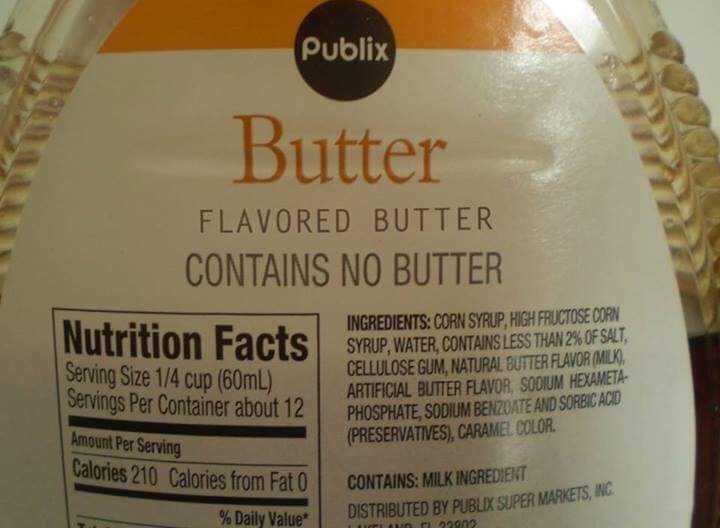 Publix
Butter
FLAVORED BUTTER
CONTAINS NO BUTTER
Nutrition Facts
Serving Size 1/4 cup (60mL)
Servings Per Container about 12
Amount Per Serving
Calories 210 Calories from Fat 0
% Daily Value*
INGREDIENTS: CORN SYRUP, HIGH FRUCTOSE CORN
SYRUP, WATER, CONTAINS LESS THAN 2% OF SALT,
CELLULOSE GUM, NATURAL BUTTER FLAVOR (MILK),
ARTIFICIAL BUTTER FLAVOR, SODIUM HEXAMETA-
PHOSPHATE, SODIUM BENZOATE AND SORBIC ACID
(PRESERVATIVES), CARAMEL COLOR.
CONTAINS: MILK INGREDIENT
DISTRIBUTED BY PUBLIX SUPER MARKETS, INC.
LAKELAND, FL 33802